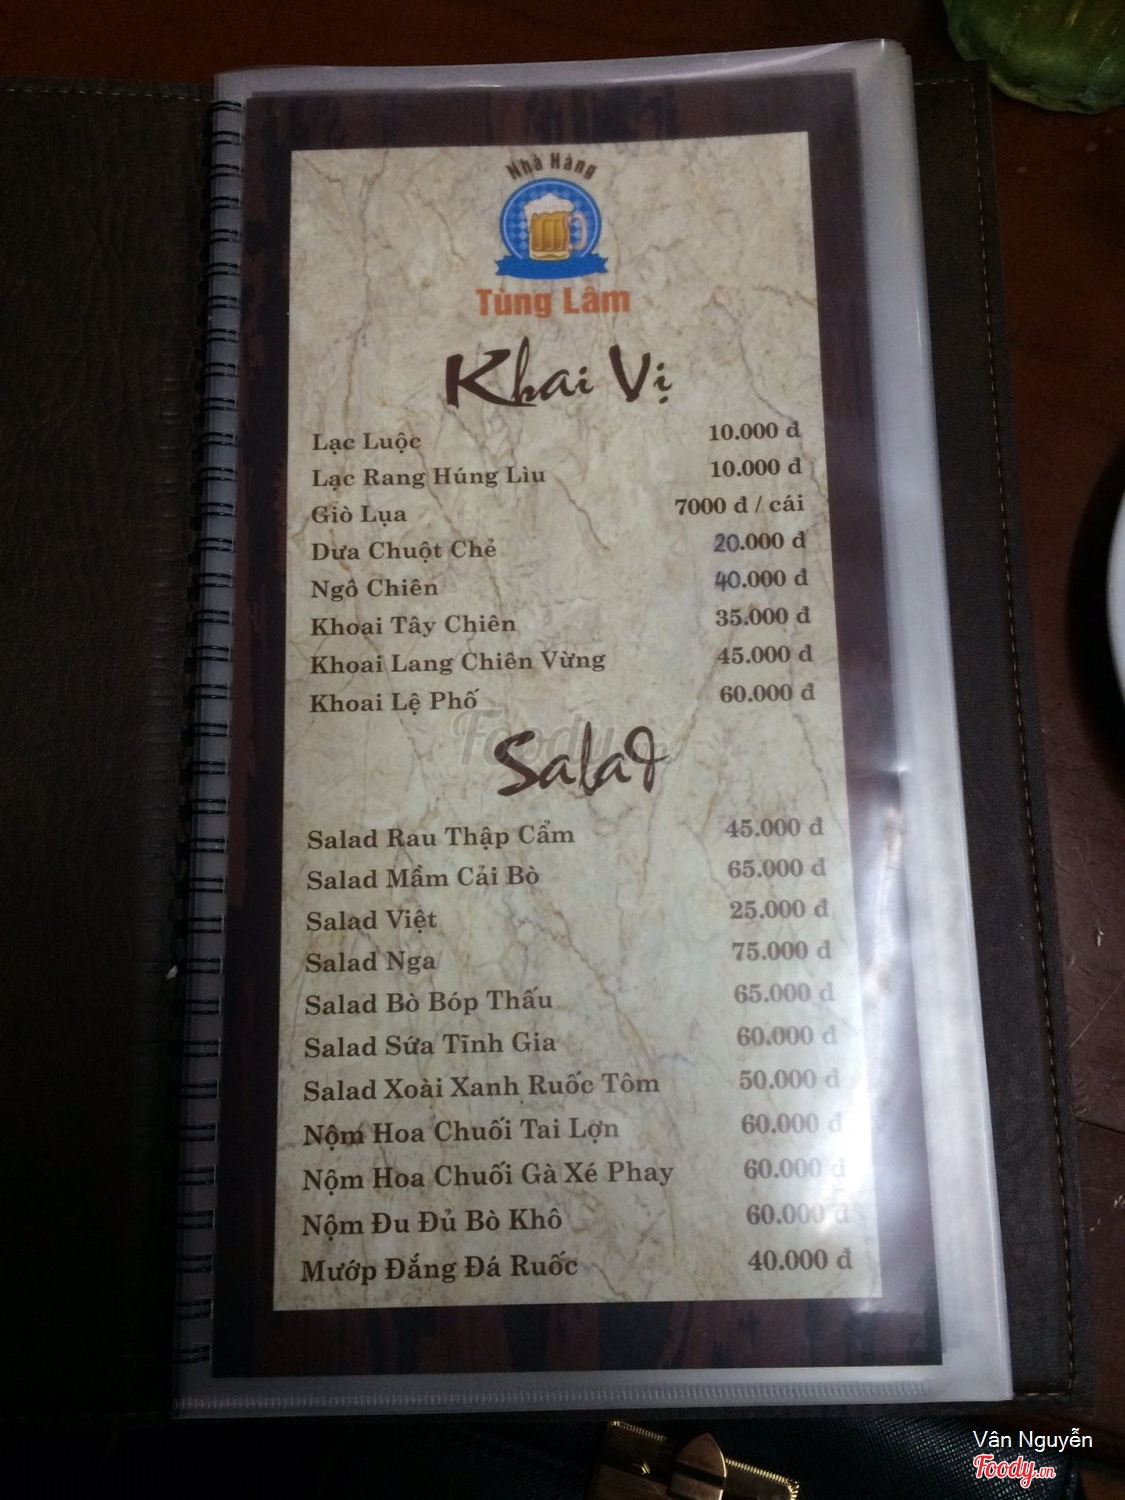 Nhà Hàng
Tùng Lâm
Khai Vị
Lạc Luộc 10.000 đ
Lạc Rang Húng Lìu 10.000 đ
Giò Lụa 7000 đ / cái
Dưa Chuột Chẻ 20.000 đ
Ngô Chiên 40.000 đ
Khoai Tây Chiên 35.000 đ
Khoai Lang Chiên Vừng 45.000 đ
Khoai Lệ Phố 60.000 đ
Foody.vn
Salad
Salad Rau Thập Cẩm 45.000 đ
Salad Mầm Cải Bò 65.000 đ
Salad Việt 25.000 đ
Salad Nga 75.000 đ
Salad Bò Bóp Thấu 65.000 đ
Salad Sứa Tĩnh Gia 60.000 đ
Salad Xoài Xanh Ruốc Tôm 50.000 đ
Nộm Hoa Chuối Tai Lợn 60.000 đ
Nộm Hoa Chuối Gà Xé Phay 60.000 đ
Nộm Đu Đủ Bò Khô 60.000 đ
Mướp Đắng Đá Ruốc 40.000 đ
Vân Nguyễn
Foody.vn